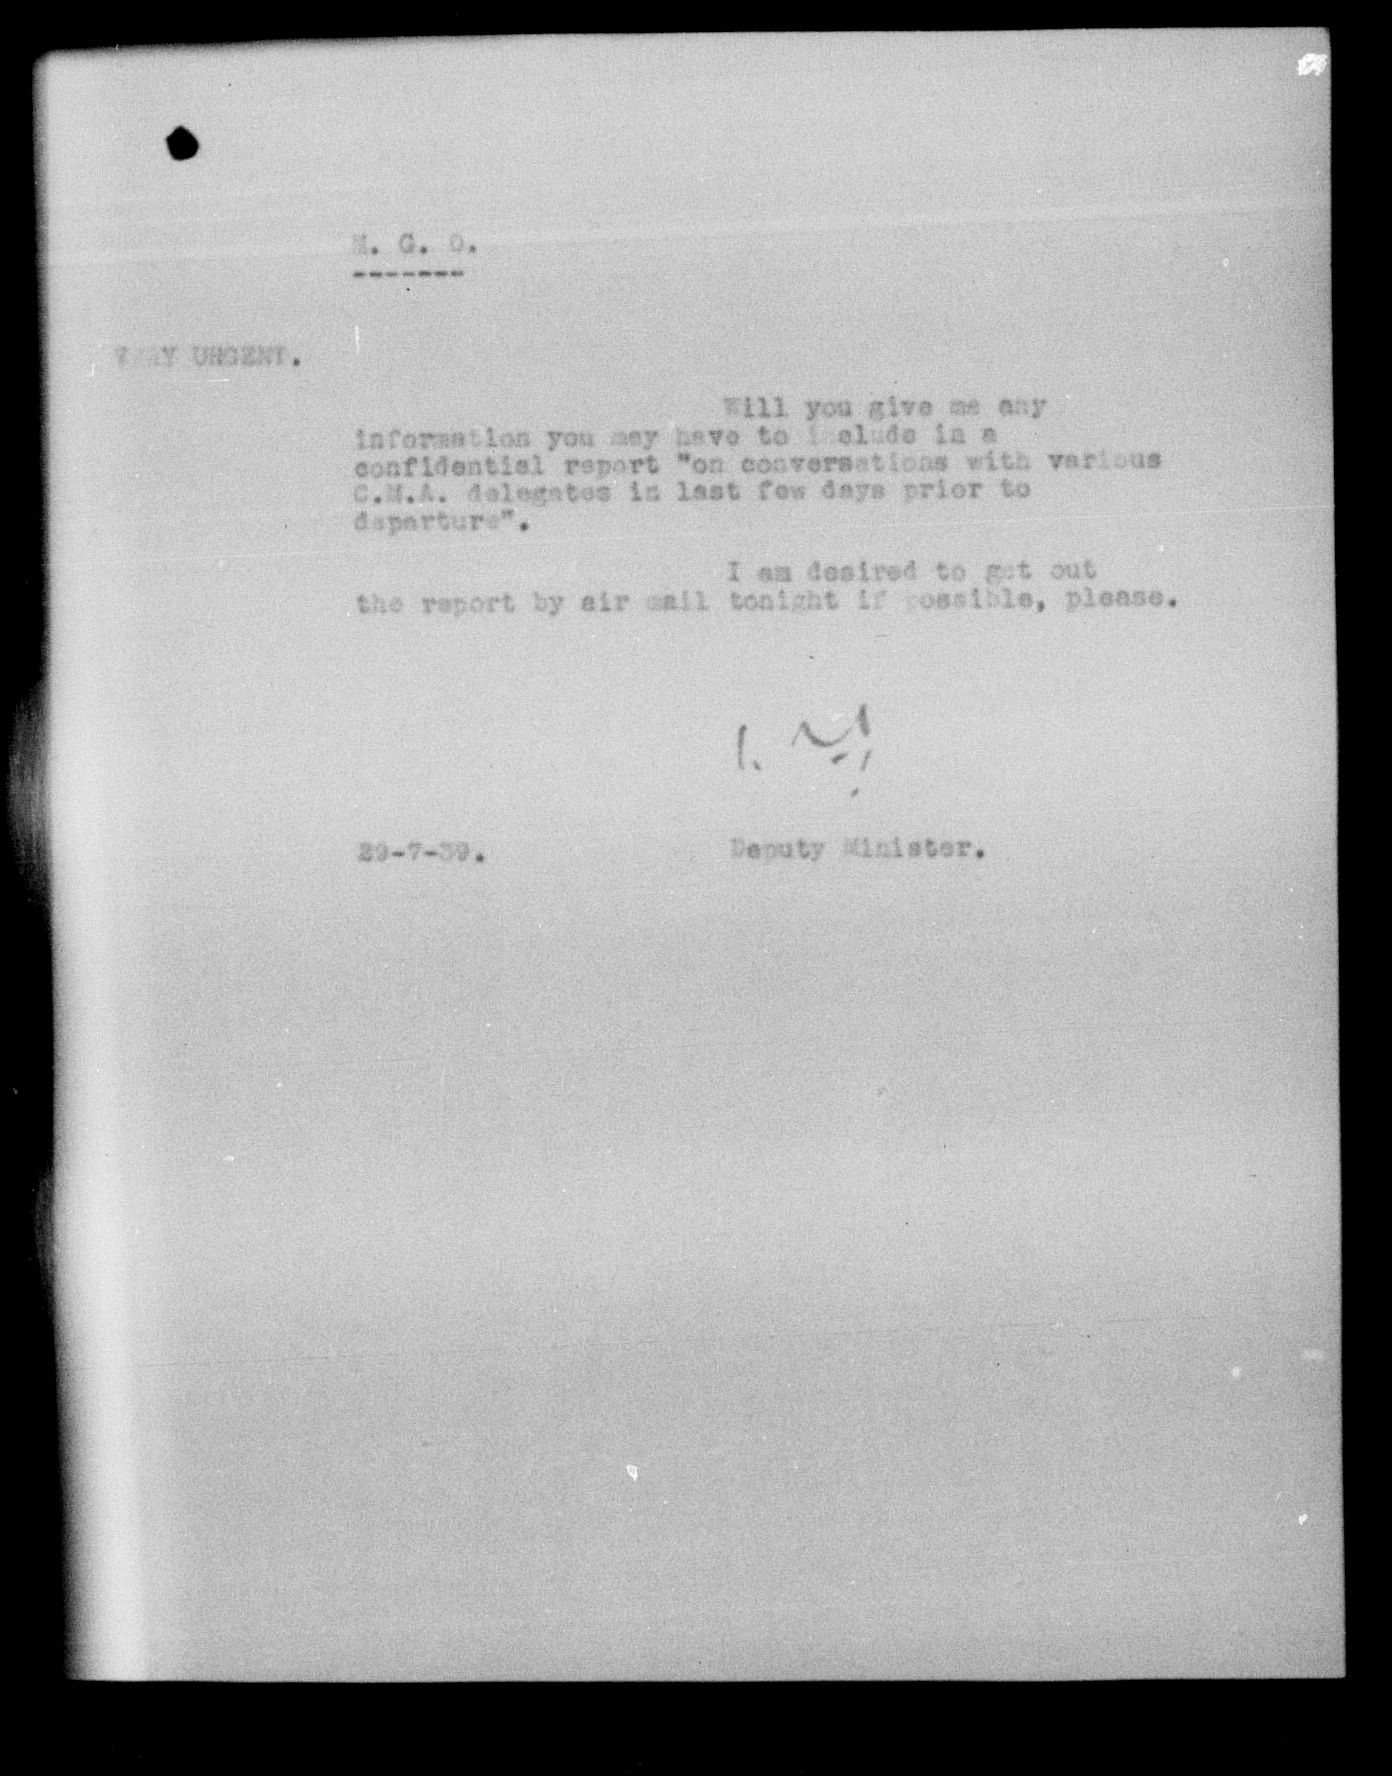 M. G. O.
-------
VERY URGENT.
Will you give me any
information you may have to include in a
confidential report "on conversations with various
C.M.A. delegates in last few days prior to
departure".
I am desired to get out
the report by air mail tonight if possible, please.
29-7-39.
Deputy Minister.